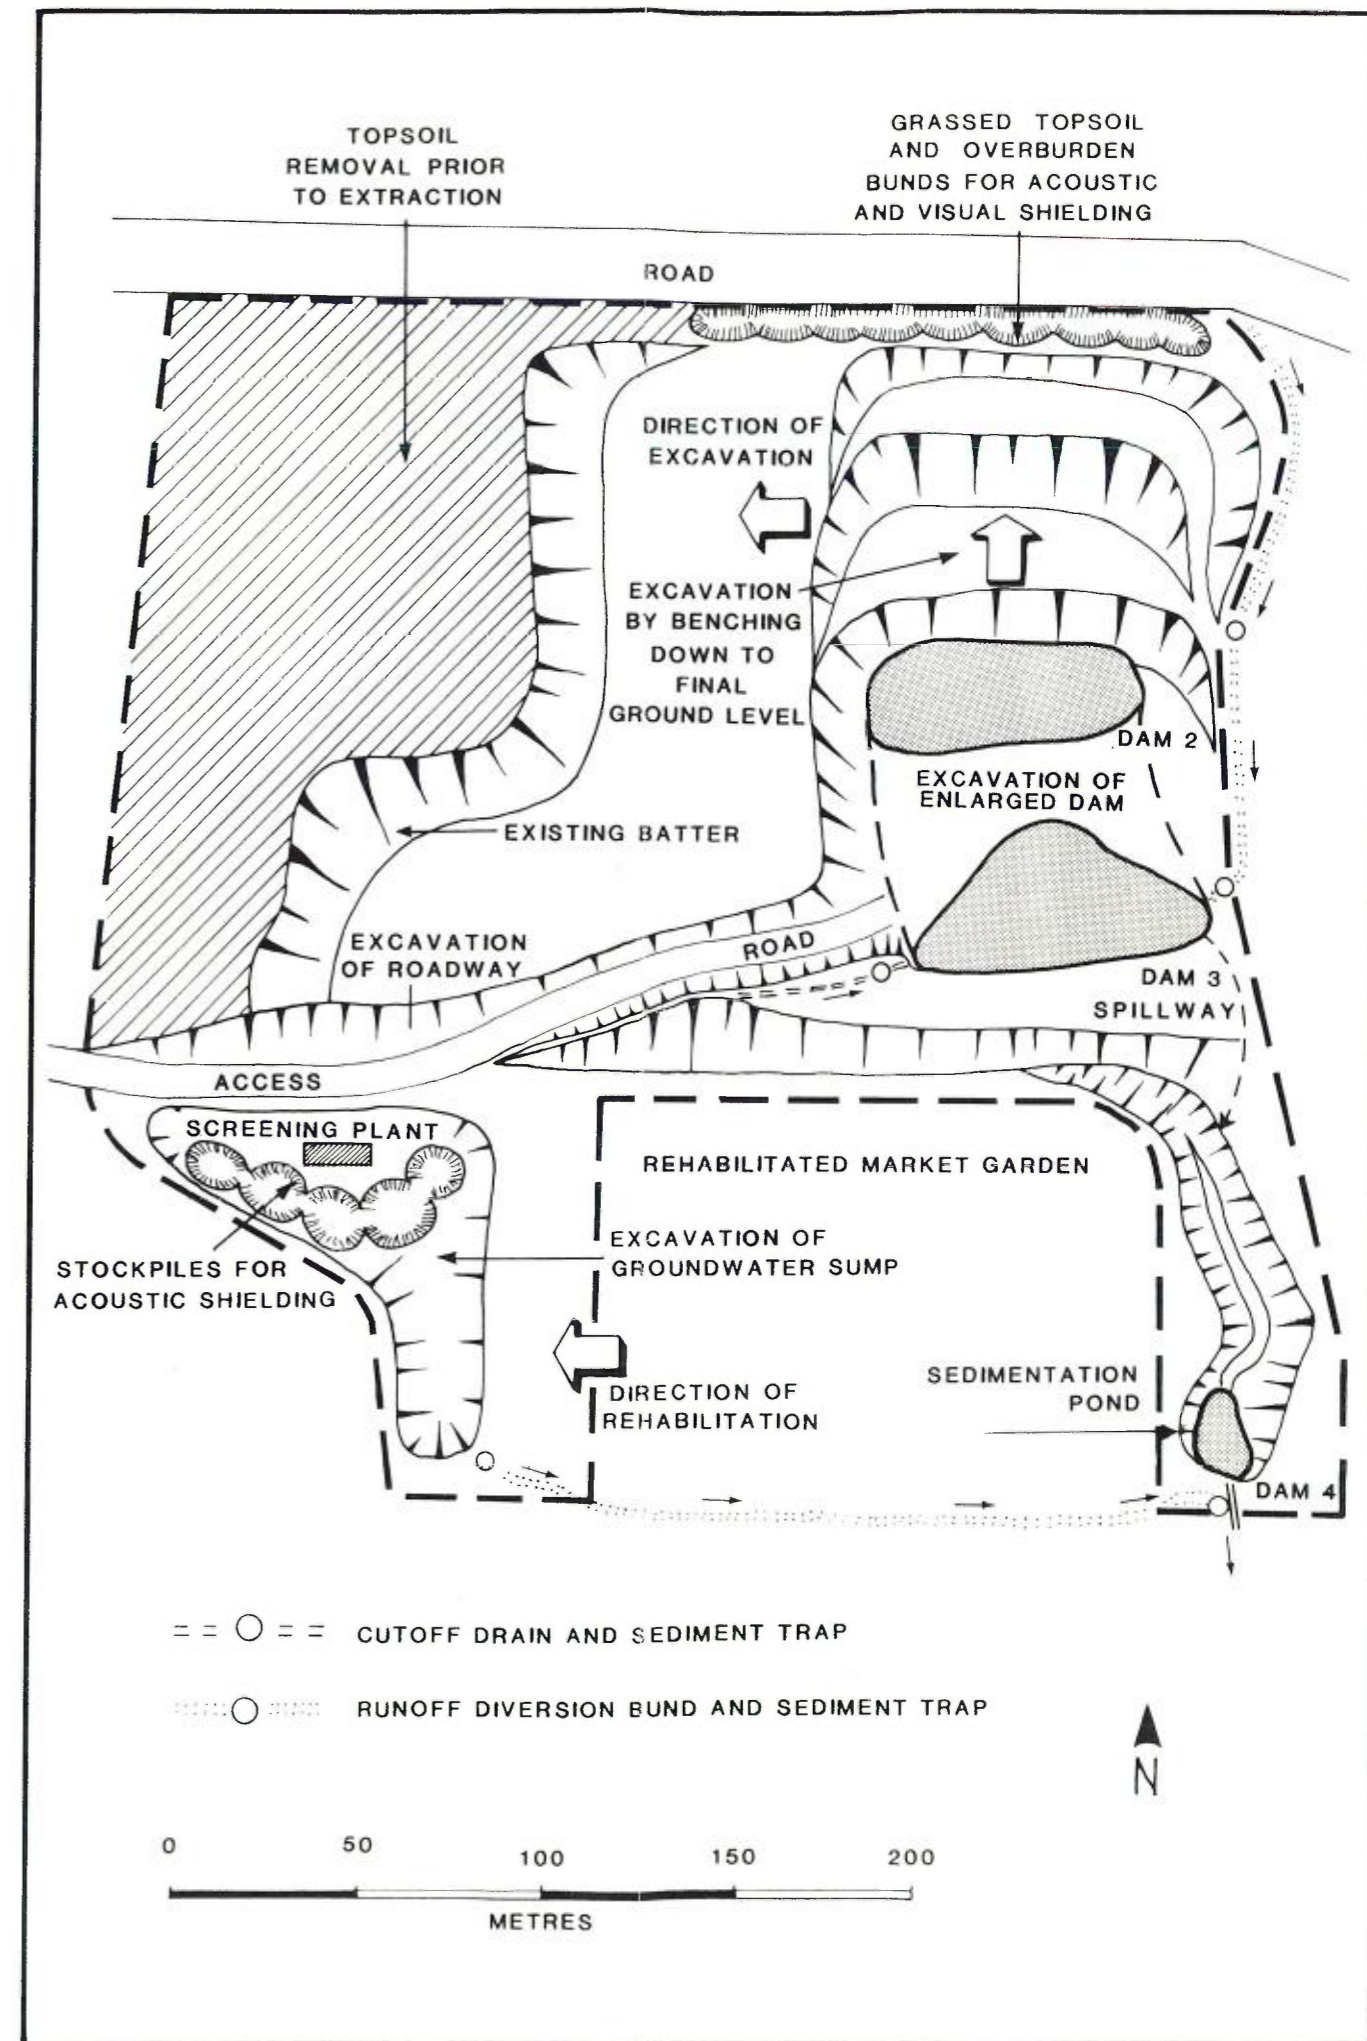 TOPSOIL
REMOVAL PRIOR
TO EXTRACTION
GRASSED TOPSOIL
AND OVERBURDEN
BUNDS FOR ACOUSTIC
AND VISUAL SHIELDING
ROAD
DIRECTION OF
EXCAVATION
EXCAVATION
BY BENCHING
DOWN TO
FINAL
GROUND LEVEL
DAM 2
EXCAVATION OF
ENLARGED DAM
EXISTING BATTER
EXCAVATION
OF ROADWAY
ROAD
DAM 3
SPILLWAY
ACCESS
SCREENING PLANT
REHABILITATED MARKET GARDEN
STOCKPILES FOR
ACOUSTIC SHIELDING
EXCAVATION OF
GROUNDWATER SUMP
DIRECTION OF
REHABILITATION
SEDIMENTATION
POND
DAM 4
CUTOFF DRAIN AND SEDIMENT TRAP
RUNOFF DIVERSION BUND AND SEDIMENT TRAP
N
0 50 100 150 200
METRES